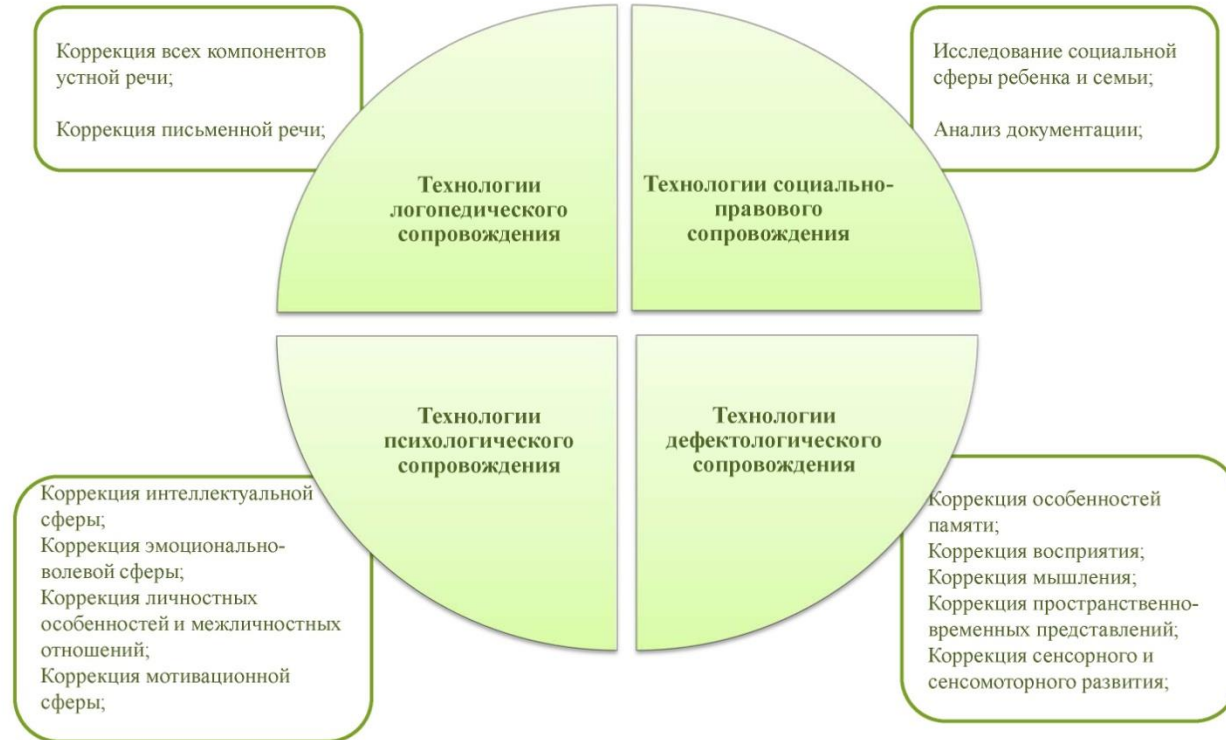 Коррекция всех компонентов
устной речи;
Коррекция письменной речи;
Технологии
логопедического
сопровождения
Исследование социальной
сферы ребенка и семьи;
Анализ документации;
Технологии социально-
правового
сопровождения
Технологии
психологического
сопровождения
Коррекция интеллектуальной
сферы;
Коррекция эмоционально-
волевой сферы;
Коррекция личностных
особенностей и межличностных
отношений;
Коррекция мотивационной
сферы;
Технологии
дефектологического
сопровождения
Коррекция особенностей
памяти;
Коррекция восприятия;
Коррекция мышления;
Коррекция пространственно-
временных представлений;
Коррекция сенсорного и
сенсомоторного развития;